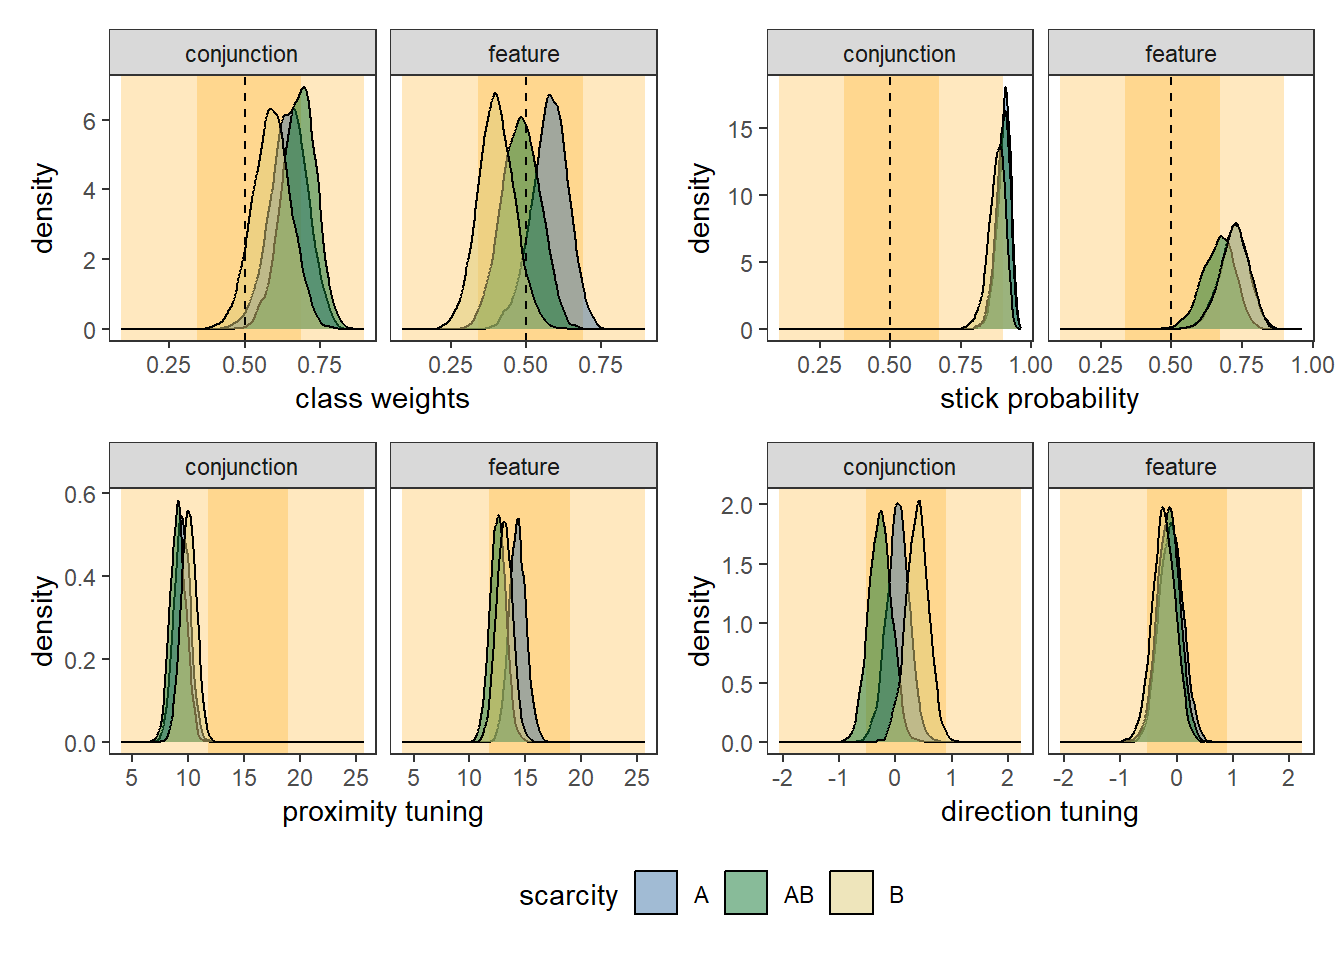 conjunction feature conjunction feature
6
4
2
0
density
15
10
5
0
density
0.25 0.50 0.75 0.25 0.50 0.75 0.25 0.50 0.75 1.00 0.25 0.50 0.75 1.00
class weights stick probability
conjunction feature conjunction feature
0.6
0.4
0.2
0.0
density
2.0
1.5
1.0
0.5
0.0
density
5 10 15 20 25 5 10 15 20 25 -2 -1 0 1 2 -2 -1 0 1 2
proximity tuning direction tuning
scarcity A AB B